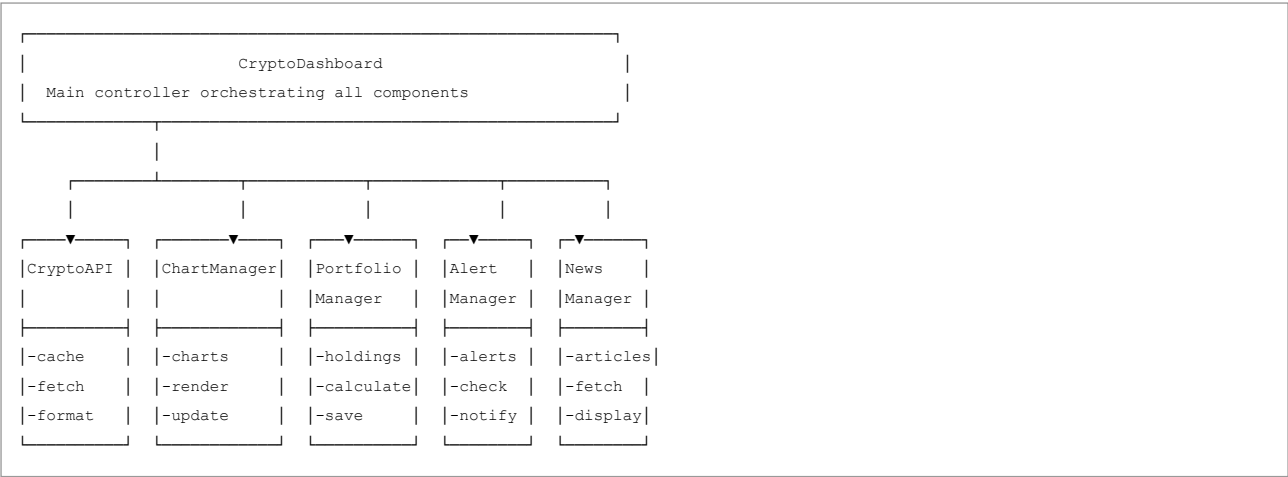 CryptoDashboard
Main controller orchestrating all components
CryptoAPI ChartManager Portfolio Alert News
Manager Manager Manager
-cache -charts -holdings -alerts -articles
-fetch -render -calculate -check -fetch
-format -update -save -notify -display